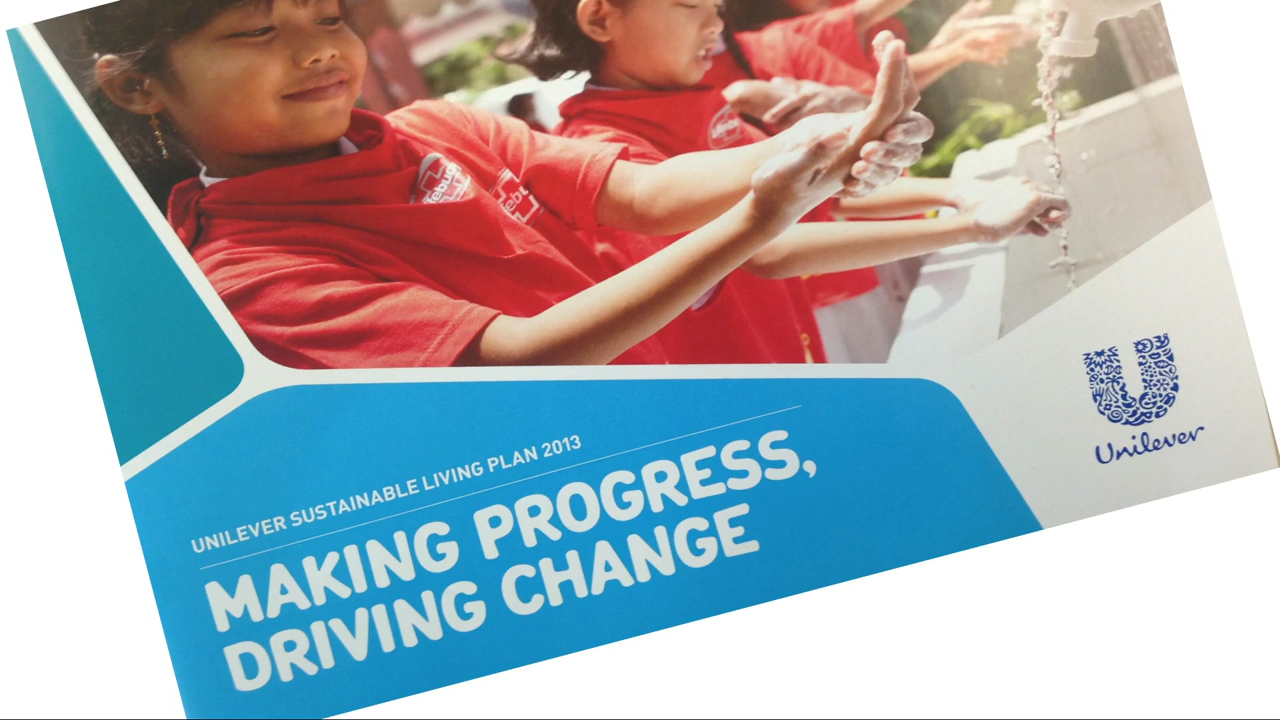 UNILEVER SUSTAINABLE LIVING PLAN 2013
MAKING PROGRESS,
DRIVING CHANGE
Unilever